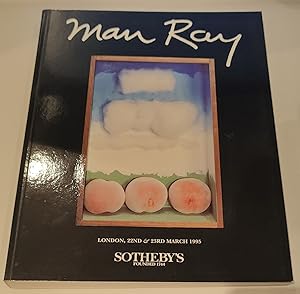 Man Ray
LONDON, 22ND & 23RD MARCH 1995
SOTHEBY'S
FOUNDED 1744